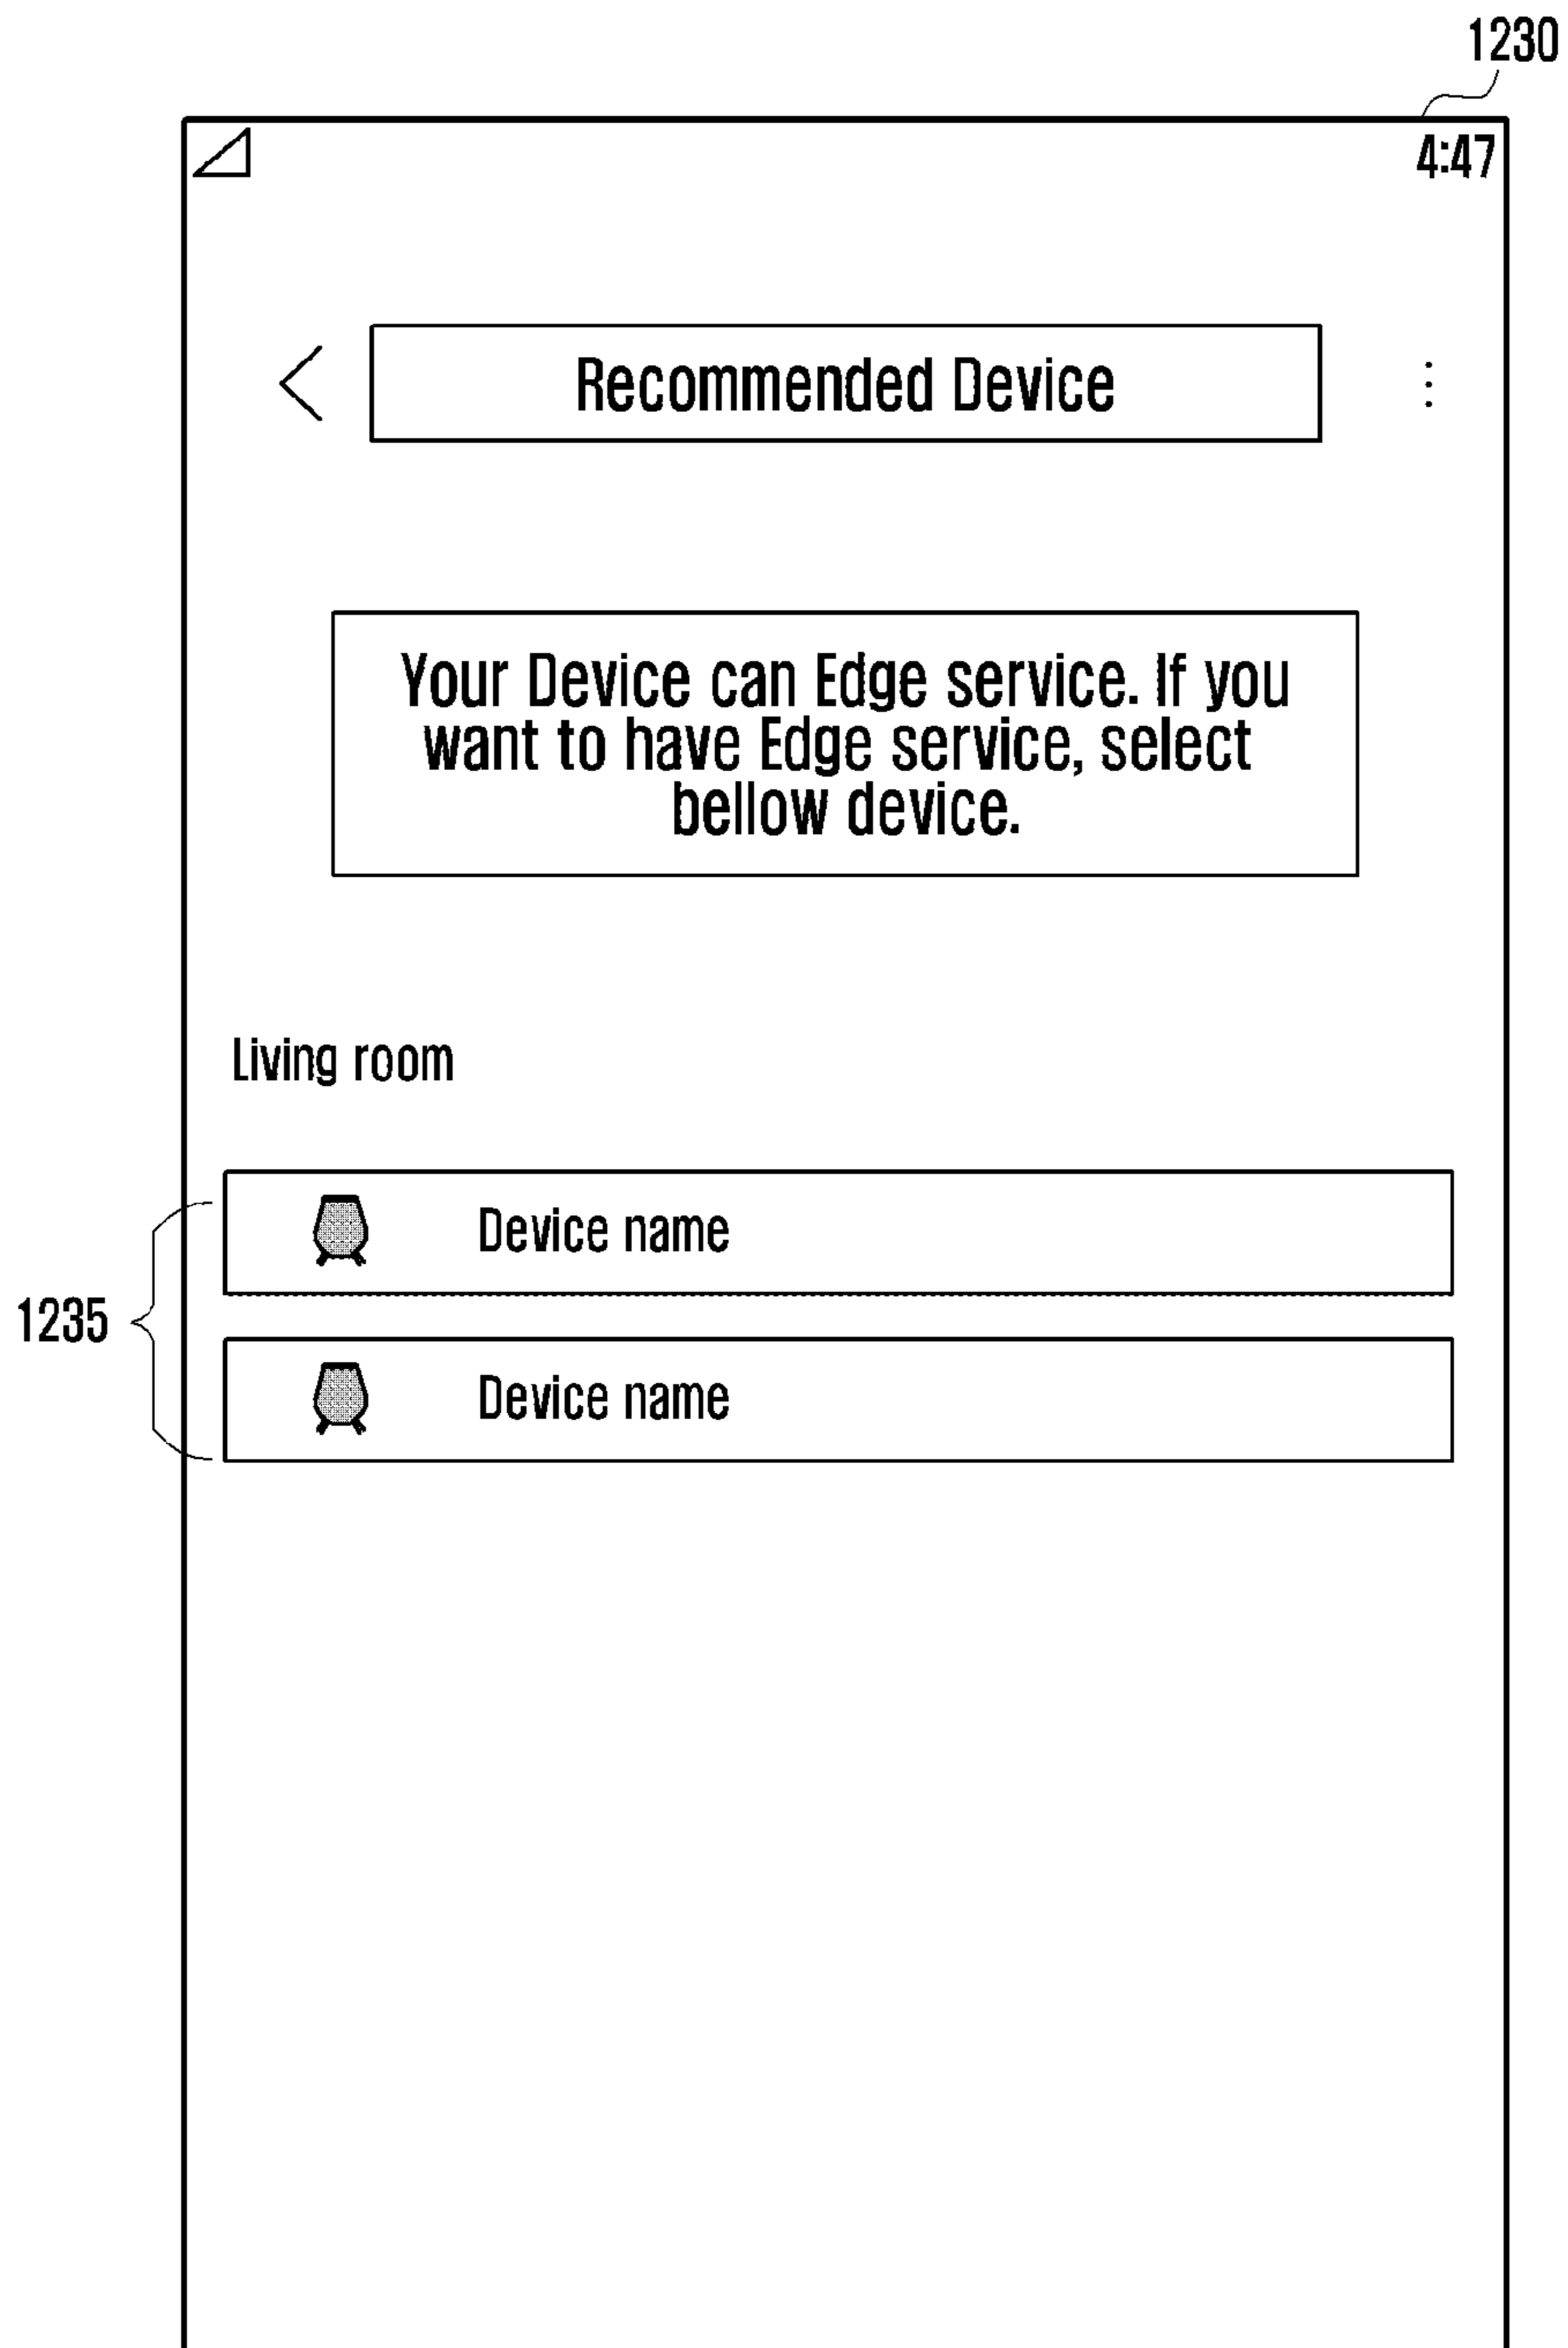 1230
4:47
Recommended Device
Your Device can Edge service. If you
want to have Edge service, select
bellow device.
Living room
Device name
1235
Device name